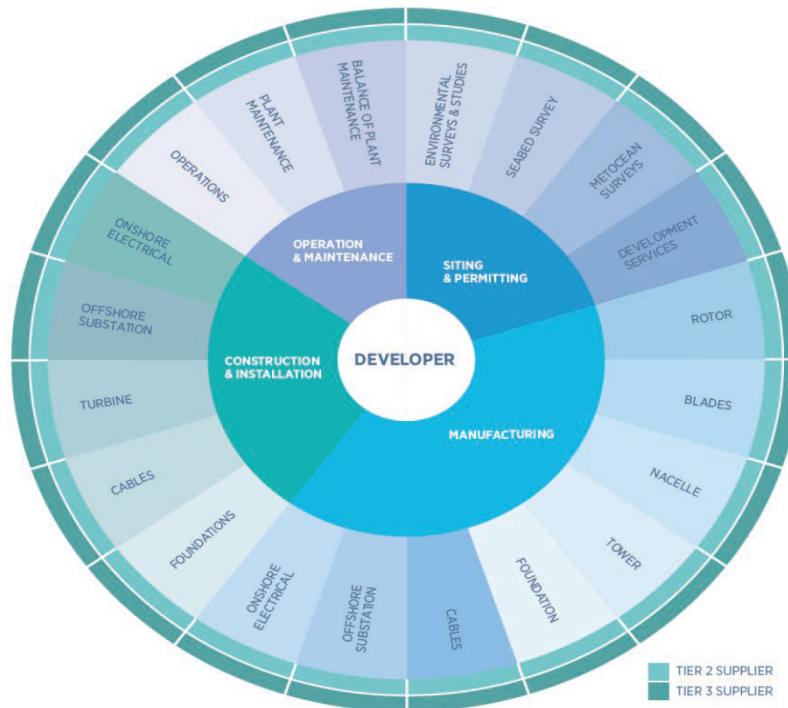 BALANCE OF PLANT
MAINTENANCE
ENVIRONMENTAL
SURVEYS & STUDIES
PLANT
MAINTENANCE
SEABED SURVEY
OPERATIONS
METOCEAN
SURVEYS
ONSHORE
ELECTRICAL
DEVELOPMENT
SERVICES
OPERATION
& MAINTENANCE
SITING
& PERMITTING
OFFSHORE
SUBSTATION
ROTOR
CONSTRUCTION
& INSTALLATION
DEVELOPER
TURBINE
BLADES
MANUFACTURING
CABLES
NACELLE
FOUNDATIONS
TOWER
ONSHORE
ELECTRICAL
OFFSHORE
SUBSTATION
CABLES
FOUNDATION
TIER 2 SUPPLIER
TIER 3 SUPPLIER